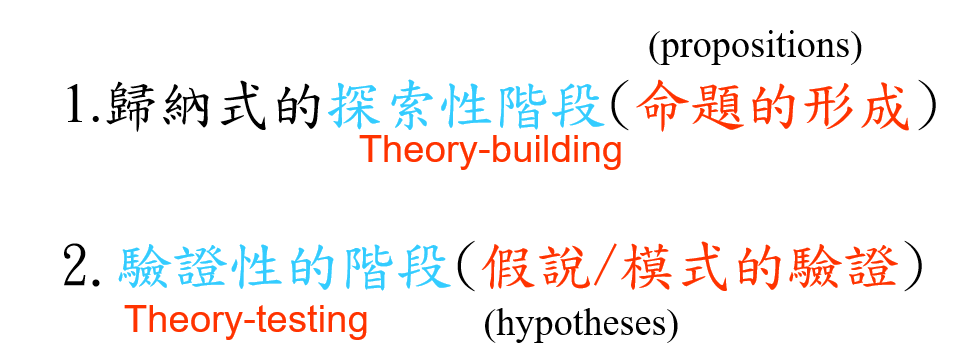 (propositions)
1.歸納式的探索性階段(命題的形成)
Theory-building
2. 驗證性的階段(假說/模式的驗證)
Theory-testing (hypotheses)